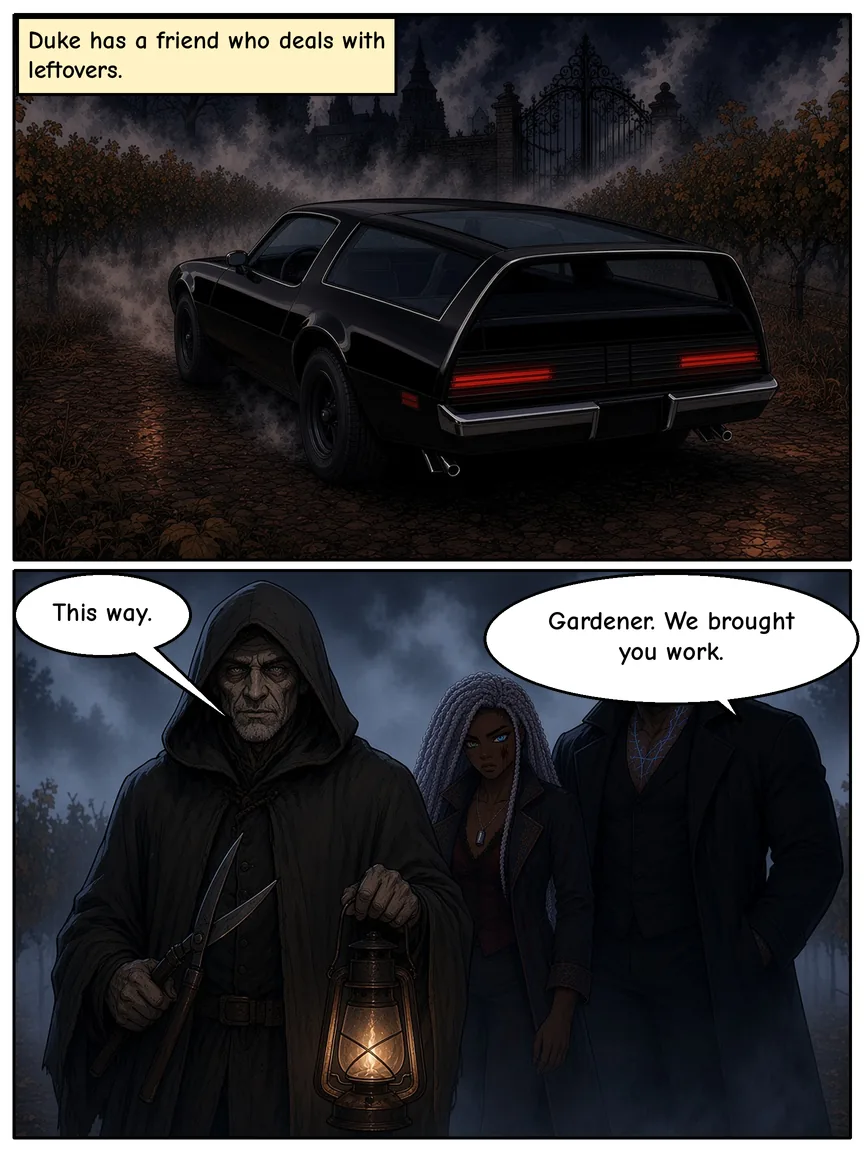 Duke has a friend who deals with
leftovers.
This way.
Gardener. We brought
you work.